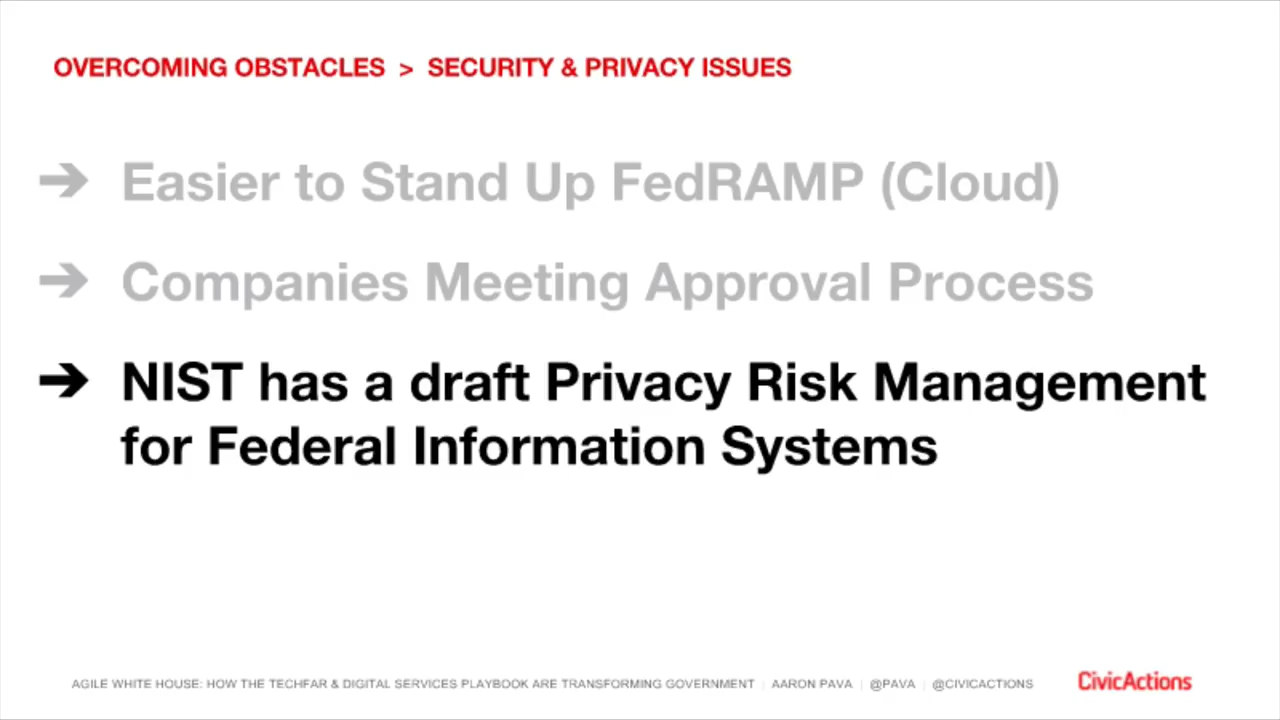 OVERCOMING OBSTACLES > SECURITY & PRIVACY ISSUES
➔ Easier to Stand Up FedRAMP (Cloud)
➔ Companies Meeting Approval Process
➔ NIST has a draft Privacy Risk Management
for Federal Information Systems
AGILE WHITE HOUSE: HOW THE TECHFAR & DIGITAL SERVICES PLAYBOOK ARE TRANSFORMING GOVERNMENT | AARON PAVA | @PAVA | @CIVICACTIONS
CivicActions